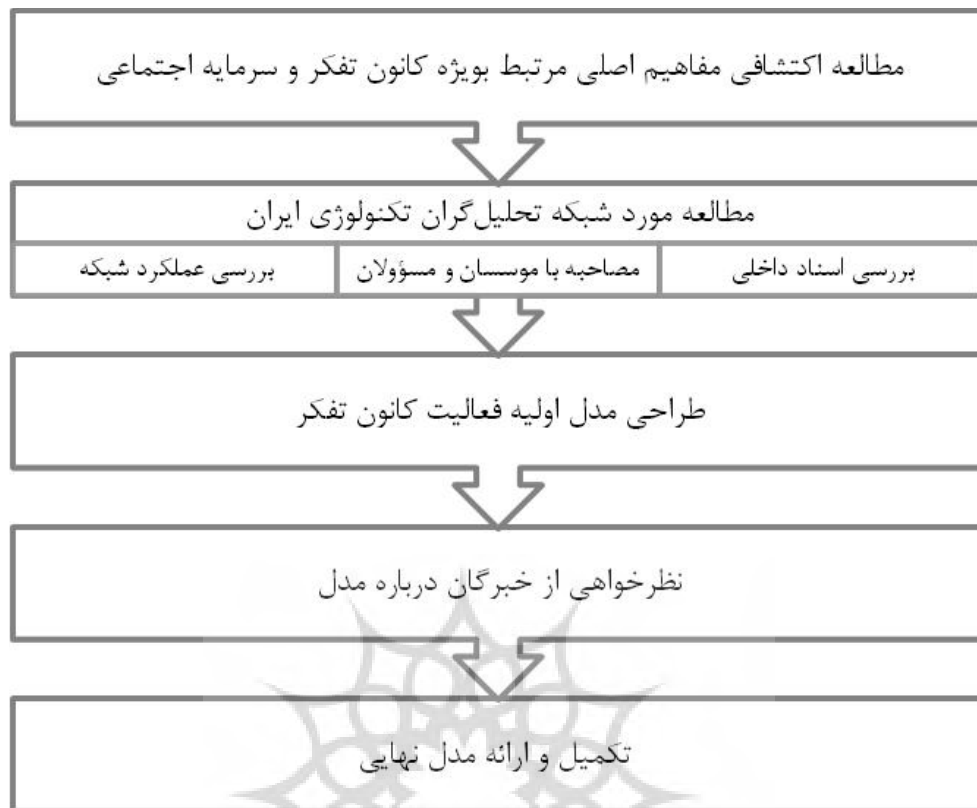 مطالعه اکتشافی مفاهیم اصلی مرتبط بویژه کانون تفکر و سرمایه اجتماعی
مطالعه مورد شبکه تحلیل‌گران تکنولوژی ایران
بررسی اسناد داخلی
مصاحبه با موسسان و مسؤولان
بررسی عملکرد شبکه
طراحی مدل اولیه فعالیت کانون تفکر
نظرخواهی از خبرگان درباره مدل
تکمیل و ارائه مدل نهایی